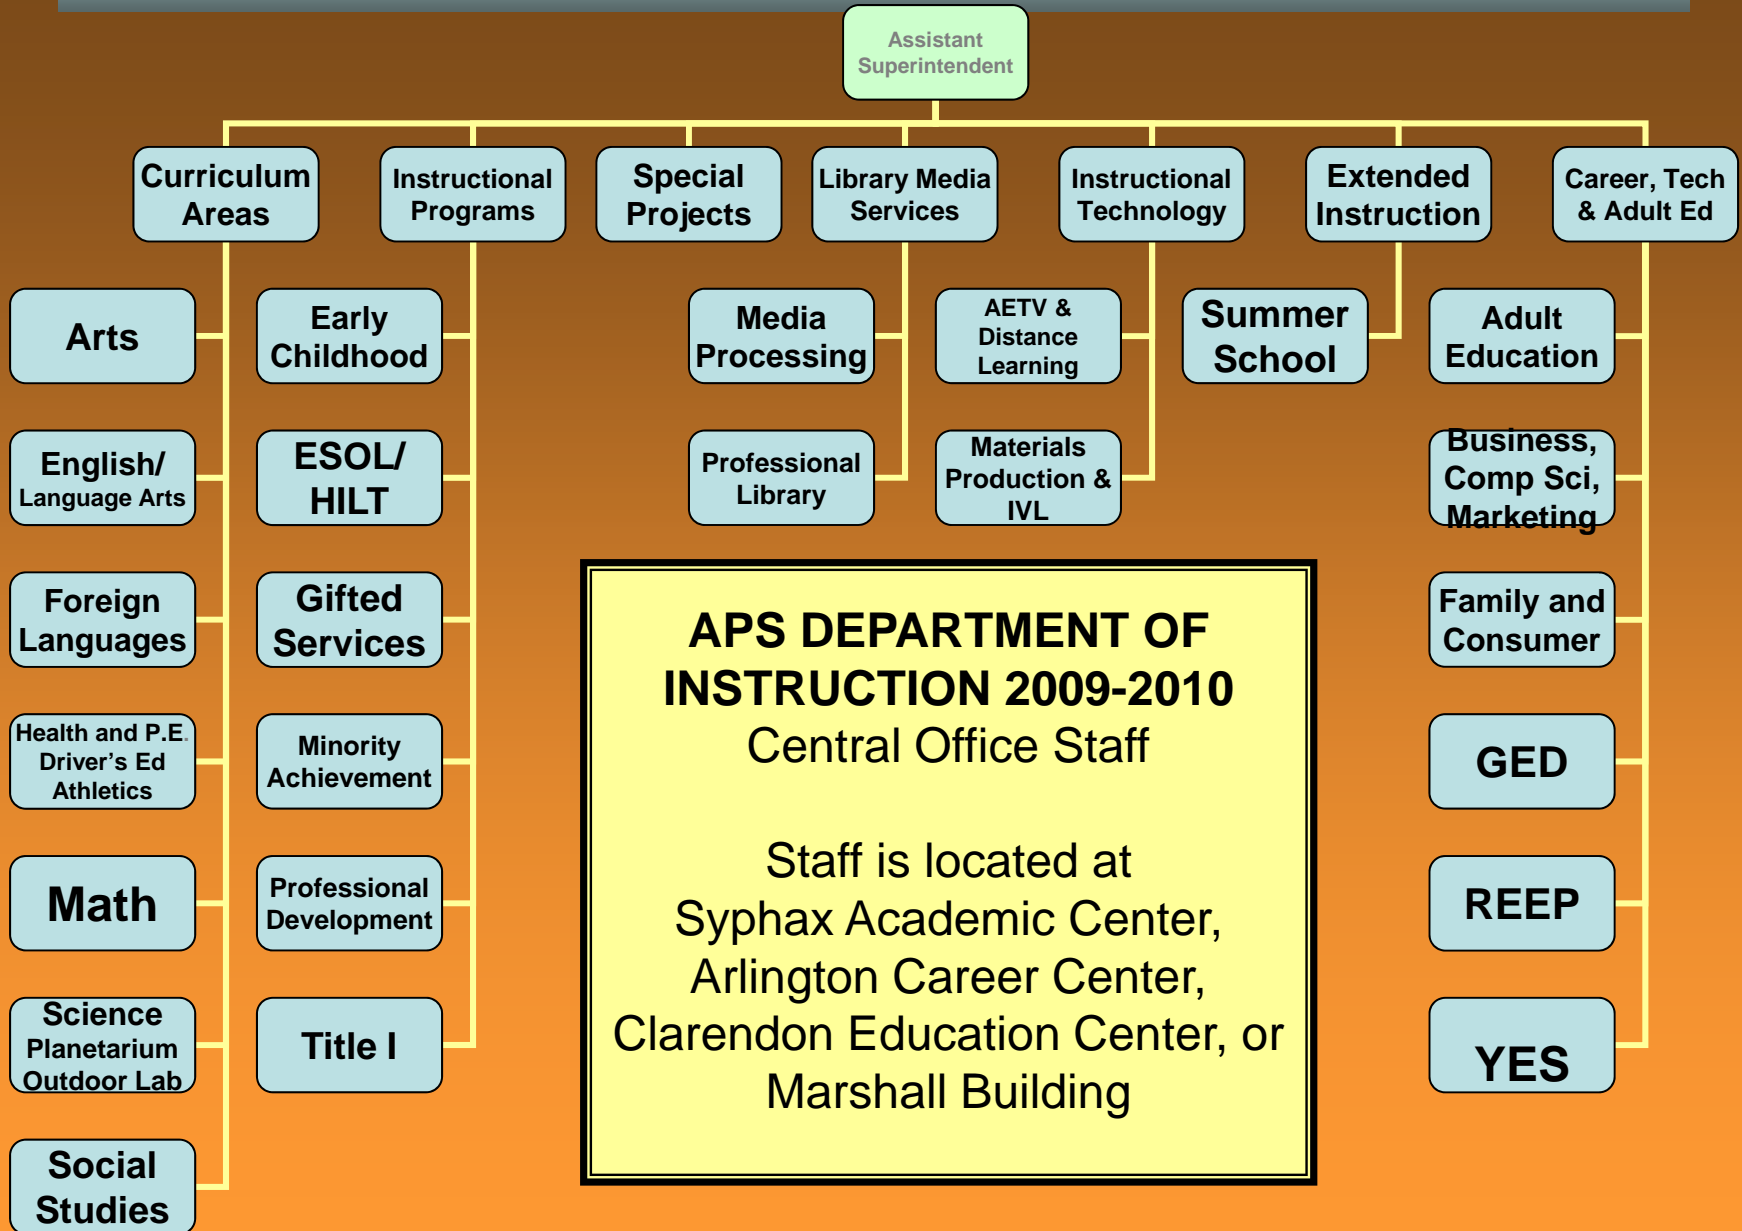 Assistant
Superintendent
Curriculum
Areas
Instructional
Programs
Special
Projects
Library Media
Services
Instructional
Technology
Extended
Instruction
Career, Tech
& Adult Ed
Arts
Early
Childhood
Media
Processing
AETV &
Distance
Learning
Summer
School
Adult
Education
English/
Language Arts
ESOL/
HILT
Professional
Library
Materials
Production &
IVL
Business,
Comp Sci,
Marketing
Foreign
Languages
Gifted
Services
Family and
Consumer
Health and P.E.
Driver's Ed
Athletics
Minority
Achievement
GED
Math
Professional
Development
REEP
Science
Planetarium
Outdoor Lab
Title I
YES
Social
Studies
APS DEPARTMENT OF
INSTRUCTION 2009-2010
Central Office Staff
Staff is located at
Syphax Academic Center,
Arlington Career Center,
Clarendon Education Center, or
Marshall Building